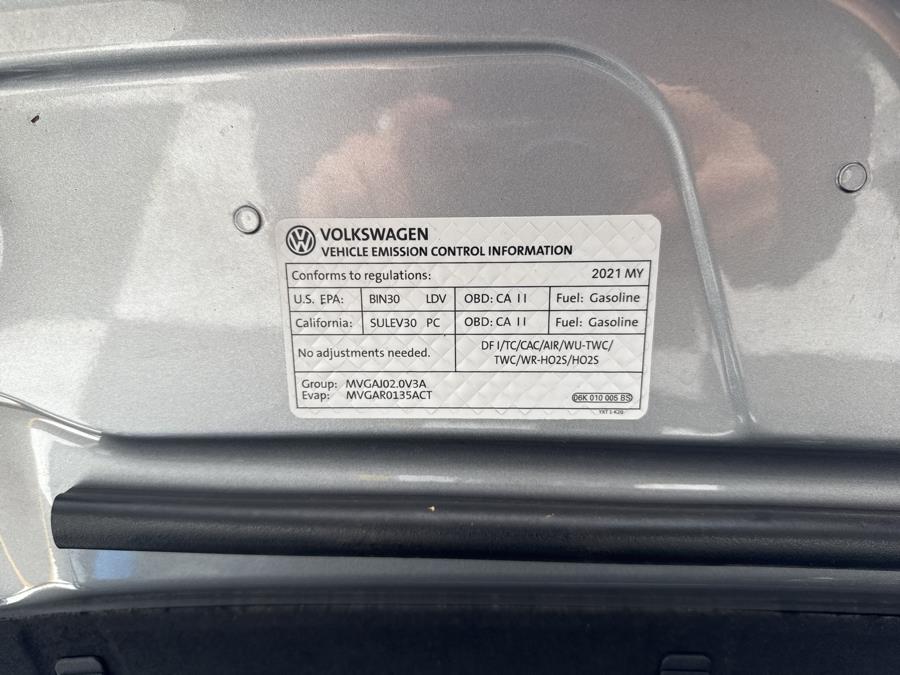 VOLKSWAGEN
VEHICLE EMISSION CONTROL INFORMATION
Conforms to regulations: 2021 MY
U.S. EPA: BIN30 LDV OBD: CA II Fuel: Gasoline
California: SULEV30 PC OBD: CA II Fuel: Gasoline
No adjustments needed.
DFI/TC/CAC/AIR/WU-TWC/
TWC/WR-HO2S/HO2S
Group: MVGAJ02.0V3A
Evap: MVGAR0135ACT
06K 010 005 BS